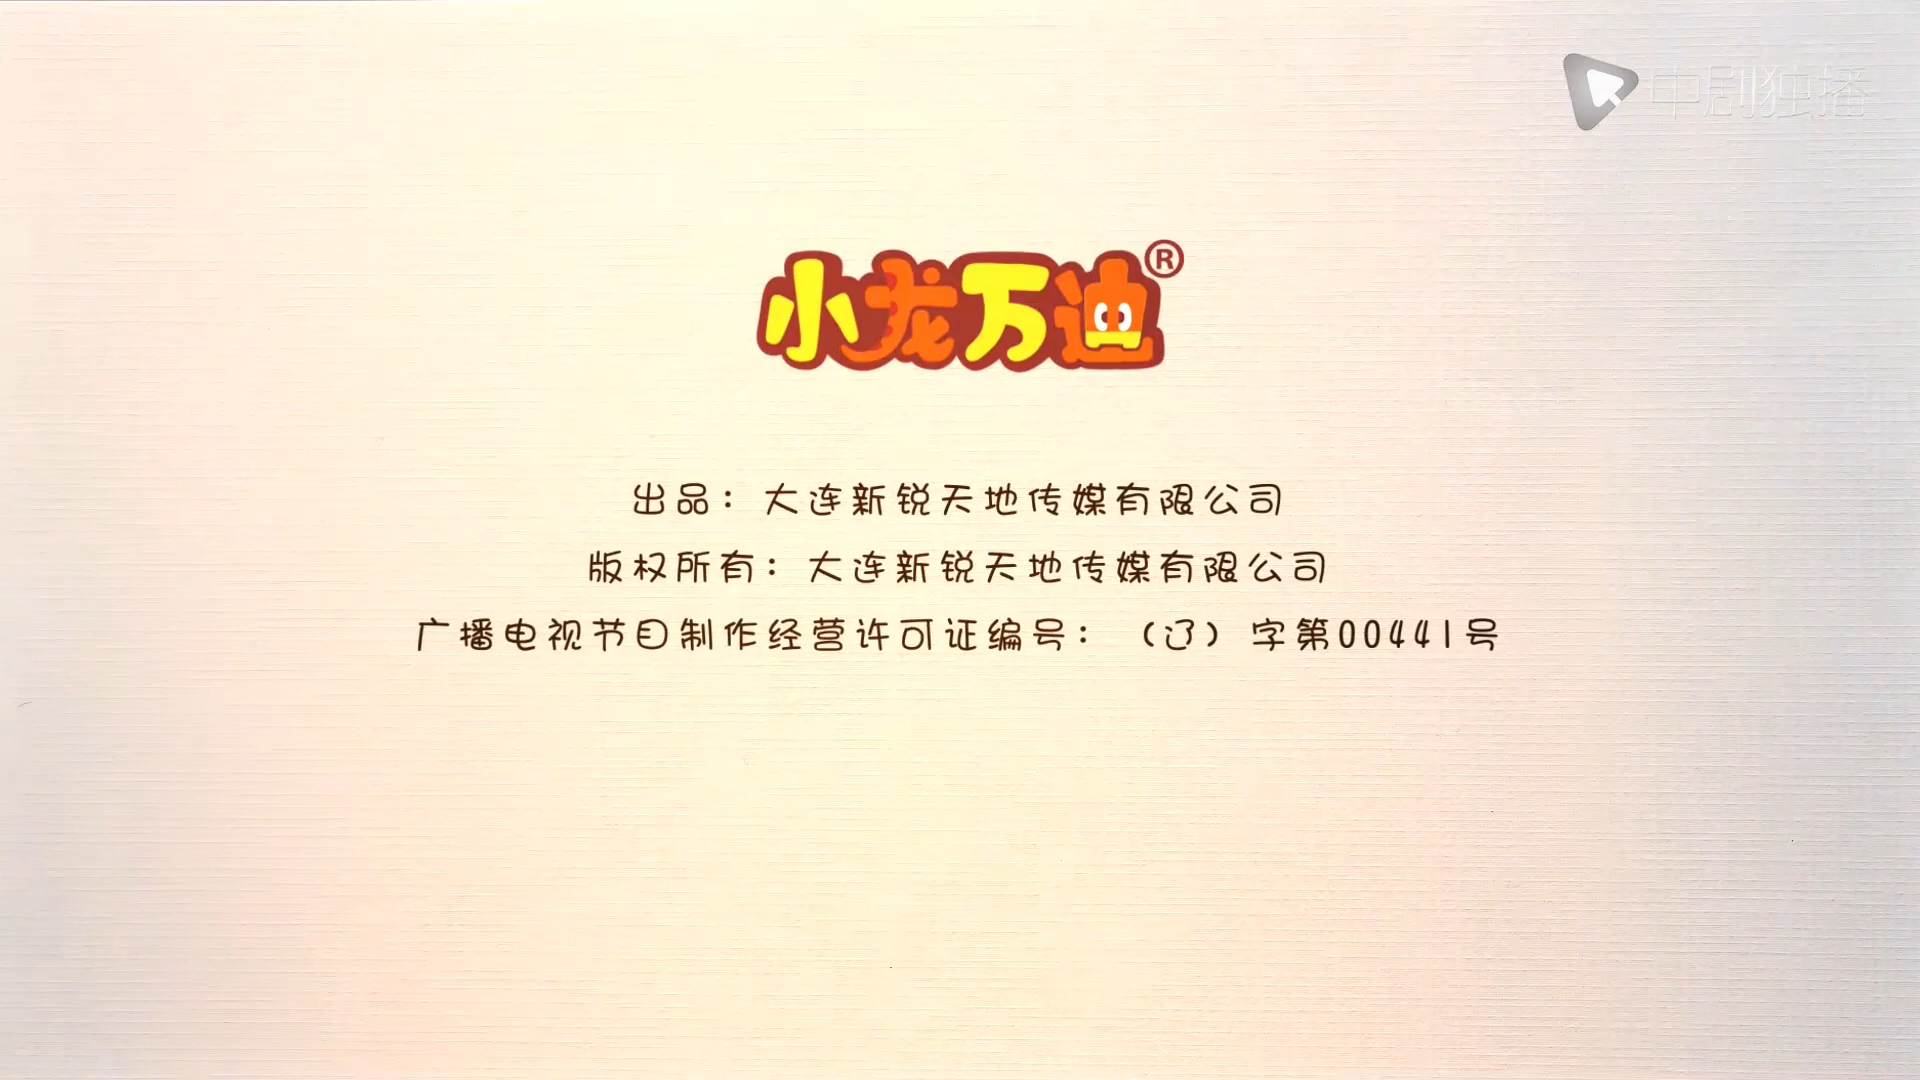 中剧独播
小龙万迪®
出品：大连新锐天地传媒有限公司
版权所有：大连新锐天地传媒有限公司
广播电视节目制作经营许可证编号：（辽）字第00441号